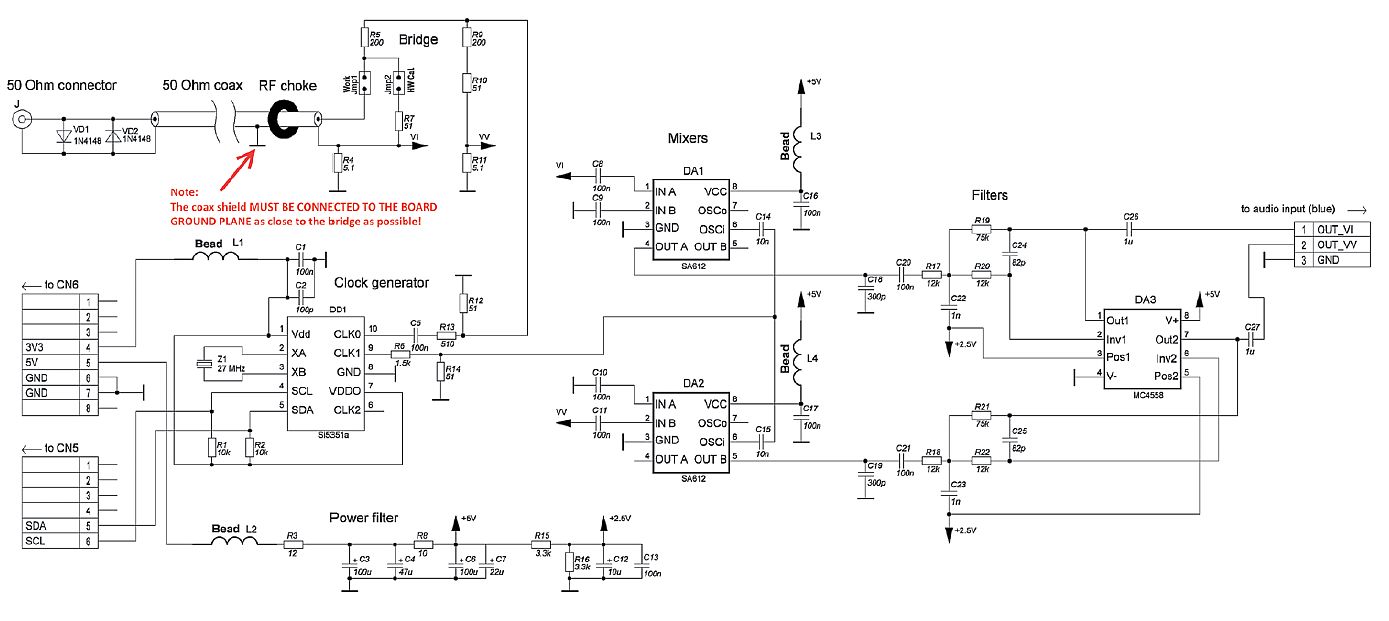 50 Ohm connector
J
VD1
1N4148
VD2
1N4148
50 Ohm coax
RF choke
Note:
The coax shield MUST BE CONNECTED TO THE BOARD
GROUND PLANE as close to the bridge as possible!
Bridge
R5
200
Work
Jmp1
Jmp2
HW Cal
R7
51
VI
R4
5.1
R9
200
R10
51
VV
R11
5.1
Bead L1
C1
100n
C2
100p
Clock generator
DD1
1 Vdd CLK0 10
2 XA CLK1 9
3 XB GND 8
4 SCL VDDO 7
5 SDA CLK2 6
Si5351a
Z1
27 MHz
R1
10k
R2
10k
C5
100n
R13
510
R12
51
R6
1.5k
R14
51
to CN6
1
2
3
3V3 4
5V 5
GND 6
GND 7
8
to CN5
1
2
3
4
SDA 5
SCL 6
Power filter
Bead L2
R3
12
+ C3
100u
+ C4
47u
R8
10
+5V
+ C6
100u
+ C7
22u
R15
3.3k
R16
3.3k
+2.5V
+ C12
10u
C13
100n
Mixers
+5V
Bead
L3
C16
100n
VI
C8
100n
C9
100n
DA1
1 IN A VCC 8
2 IN B OSCo 7
3 GND OSCi 6
4 OUT A OUT B 5
SA612
C14
10n
+5V
Bead
L4
C17
100n
C10
100n
VV
C11
100n
DA2
1 IN A VCC 8
2 IN B OSCo 7
3 GND OSCi 6
4 OUT A OUT B 5
SA612
C15
10n
Filters
C18
300p
C20
100n
R17
12k
R19
75k
R20
12k
C24
82p
C22
1n
+2.5V
C26
1u
to audio input (blue)
1 OUT_VI
2 OUT_VV
3 GND
DA3
1 Out1 V+ 8
2 Inv1 Out2 7
3 Pos1 Inv2 6
4 V- Pos2 5
MC4558
+5V
C27
1u
C19
300p
C21
100n
R18
12k
R21
75k
R22
12k
C25
82p
C23
1n
+2.5V